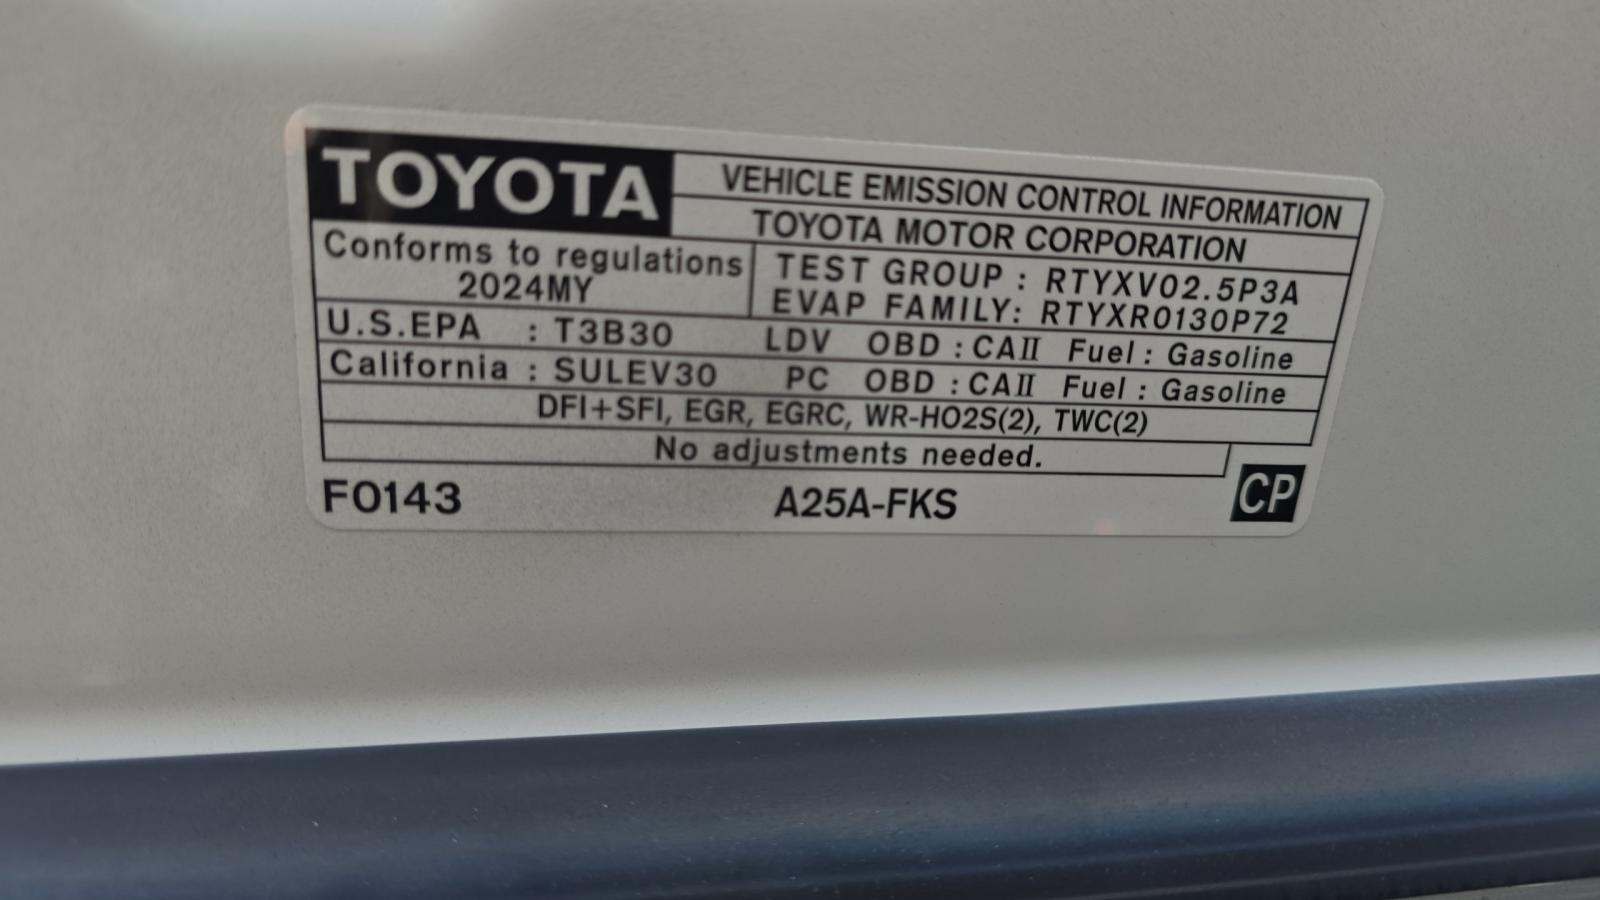 TOYOTA
VEHICLE EMISSION CONTROL INFORMATION
TOYOTA MOTOR CORPORATION
Conforms to regulations
2024MY
TEST GROUP : RTYXV02.5P3A
EVAP FAMILY: RTYXR0130P72
U.S.EPA : T3B30 LDV OBD : CAII Fuel : Gasoline
California : SULEV30 PC OBD : CAII Fuel : Gasoline
DFI+SFI, EGR, EGRC, WR-HO2S(2), TWC(2)
No adjustments needed.
F0143 A25A-FKS CP